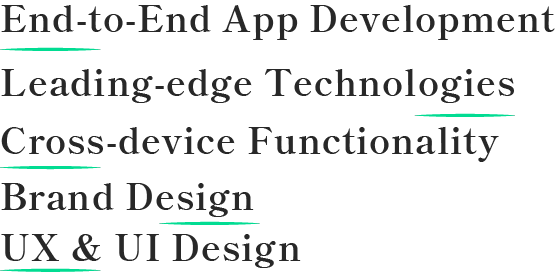 End-to-End App Development
Leading-edge Technologies
Cross-device Functionality
Brand Design
UX & UI Design